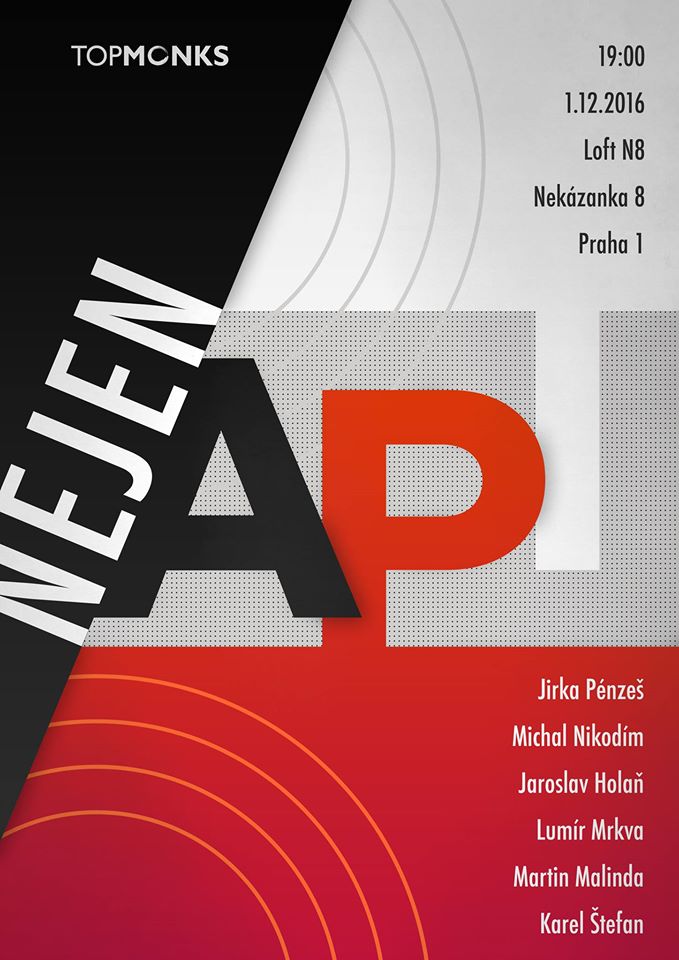 TOPMONKS
19:00
1.12.2016
Loft N8
Nekázanka 8
Praha 1
NEJEN
API
Jirka Pénzeš
Michal Nikodím
Jaroslav Holaň
Lumír Mrkva
Martin Malinda
Karel Štefan